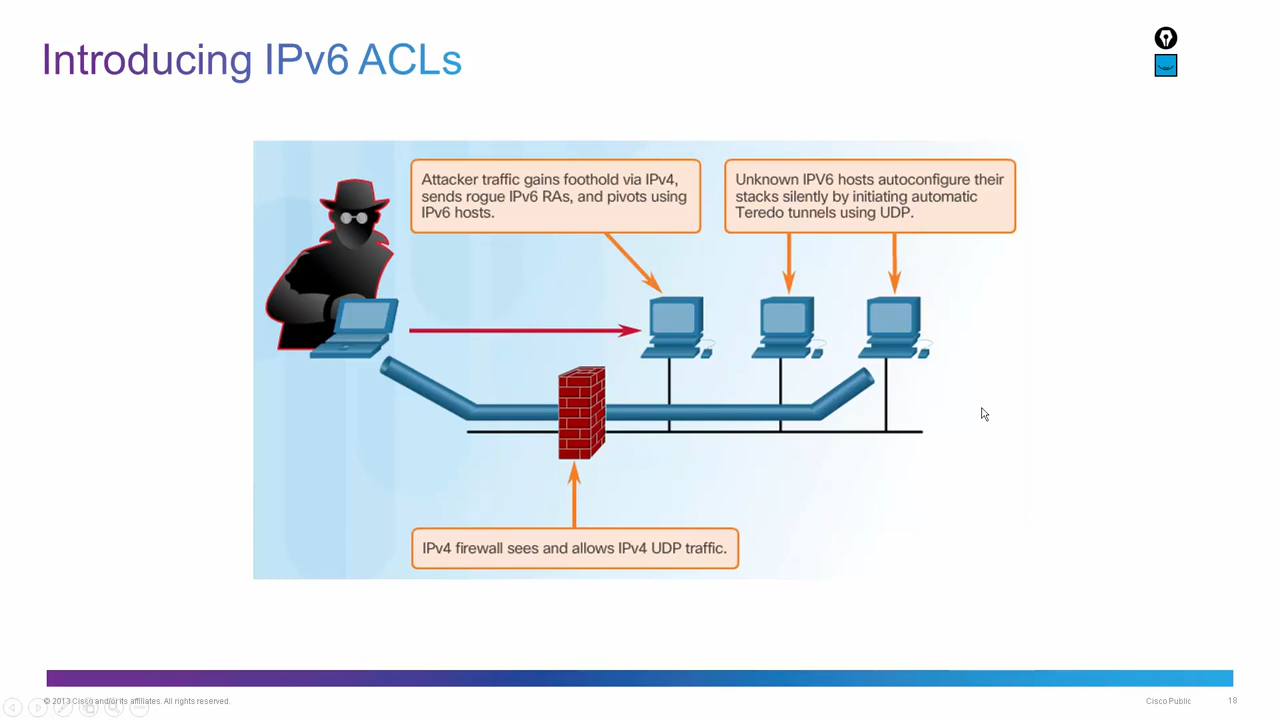 Introducing IPv6 ACLs
Attacker traffic gains foothold via IPv4,
sends rogue IPv6 RAs, and pivots using
IPv6 hosts.
Unknown IPV6 hosts autoconfigure their
stacks silently by initiating automatic
Teredo tunnels using UDP.
IPv4 firewall sees and allows IPv4 UDP traffic.
© 2013 Cisco and/or its affiliates. All rights reserved.
Cisco Public
18